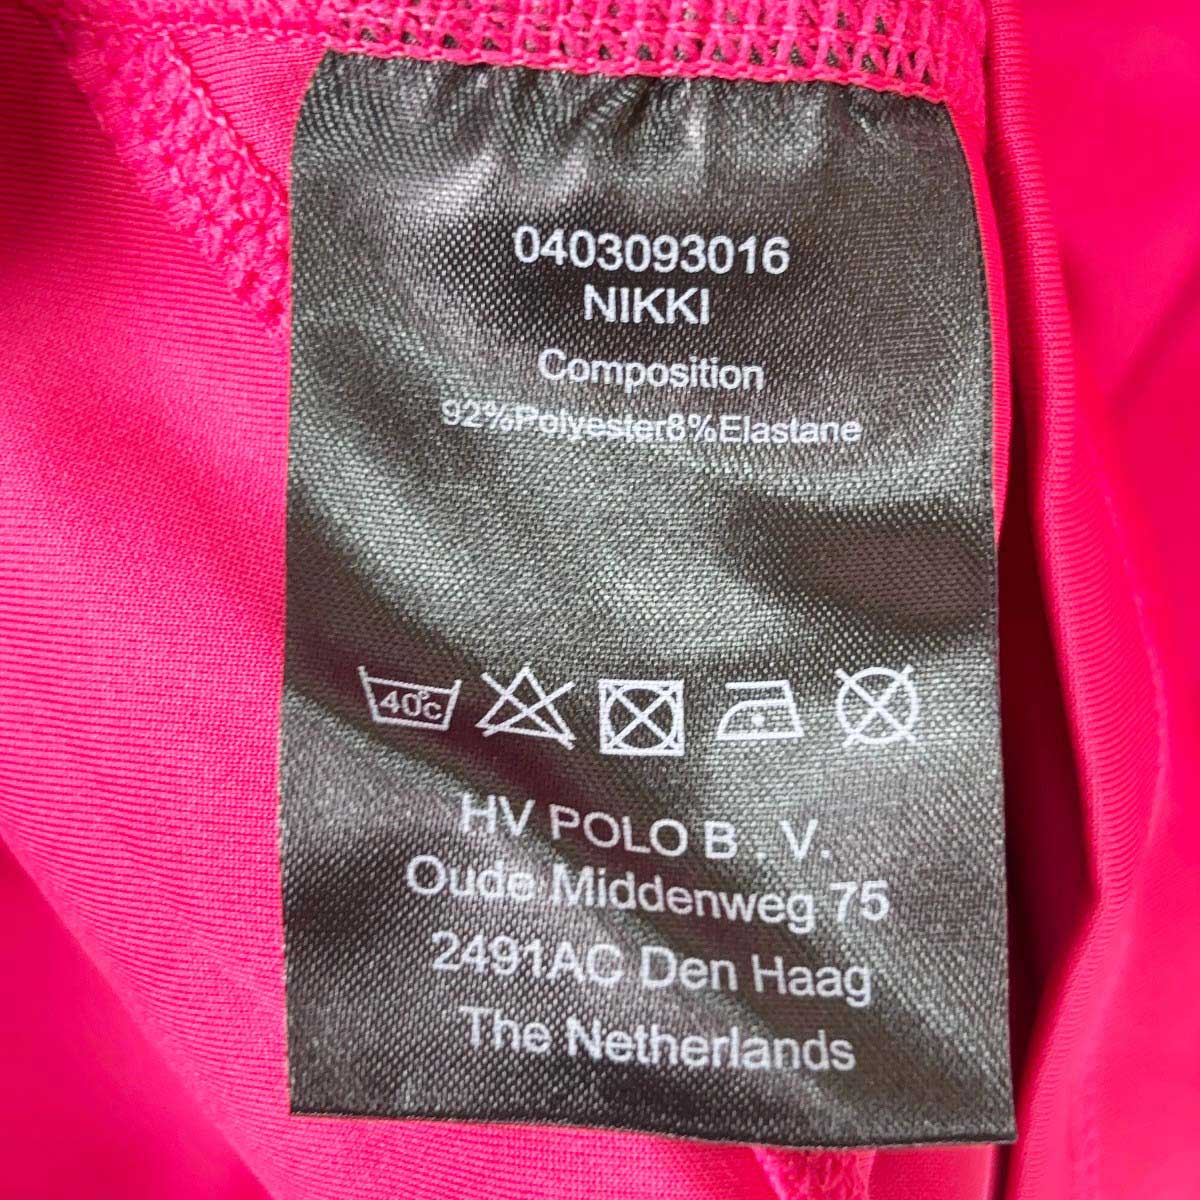 0403093016
NIKKI
Composition
92%Polyester8%Elastane
40°C
HV POLO B . V.
Oude Middenweg 75
2491AC Den Haag
The Netherlands